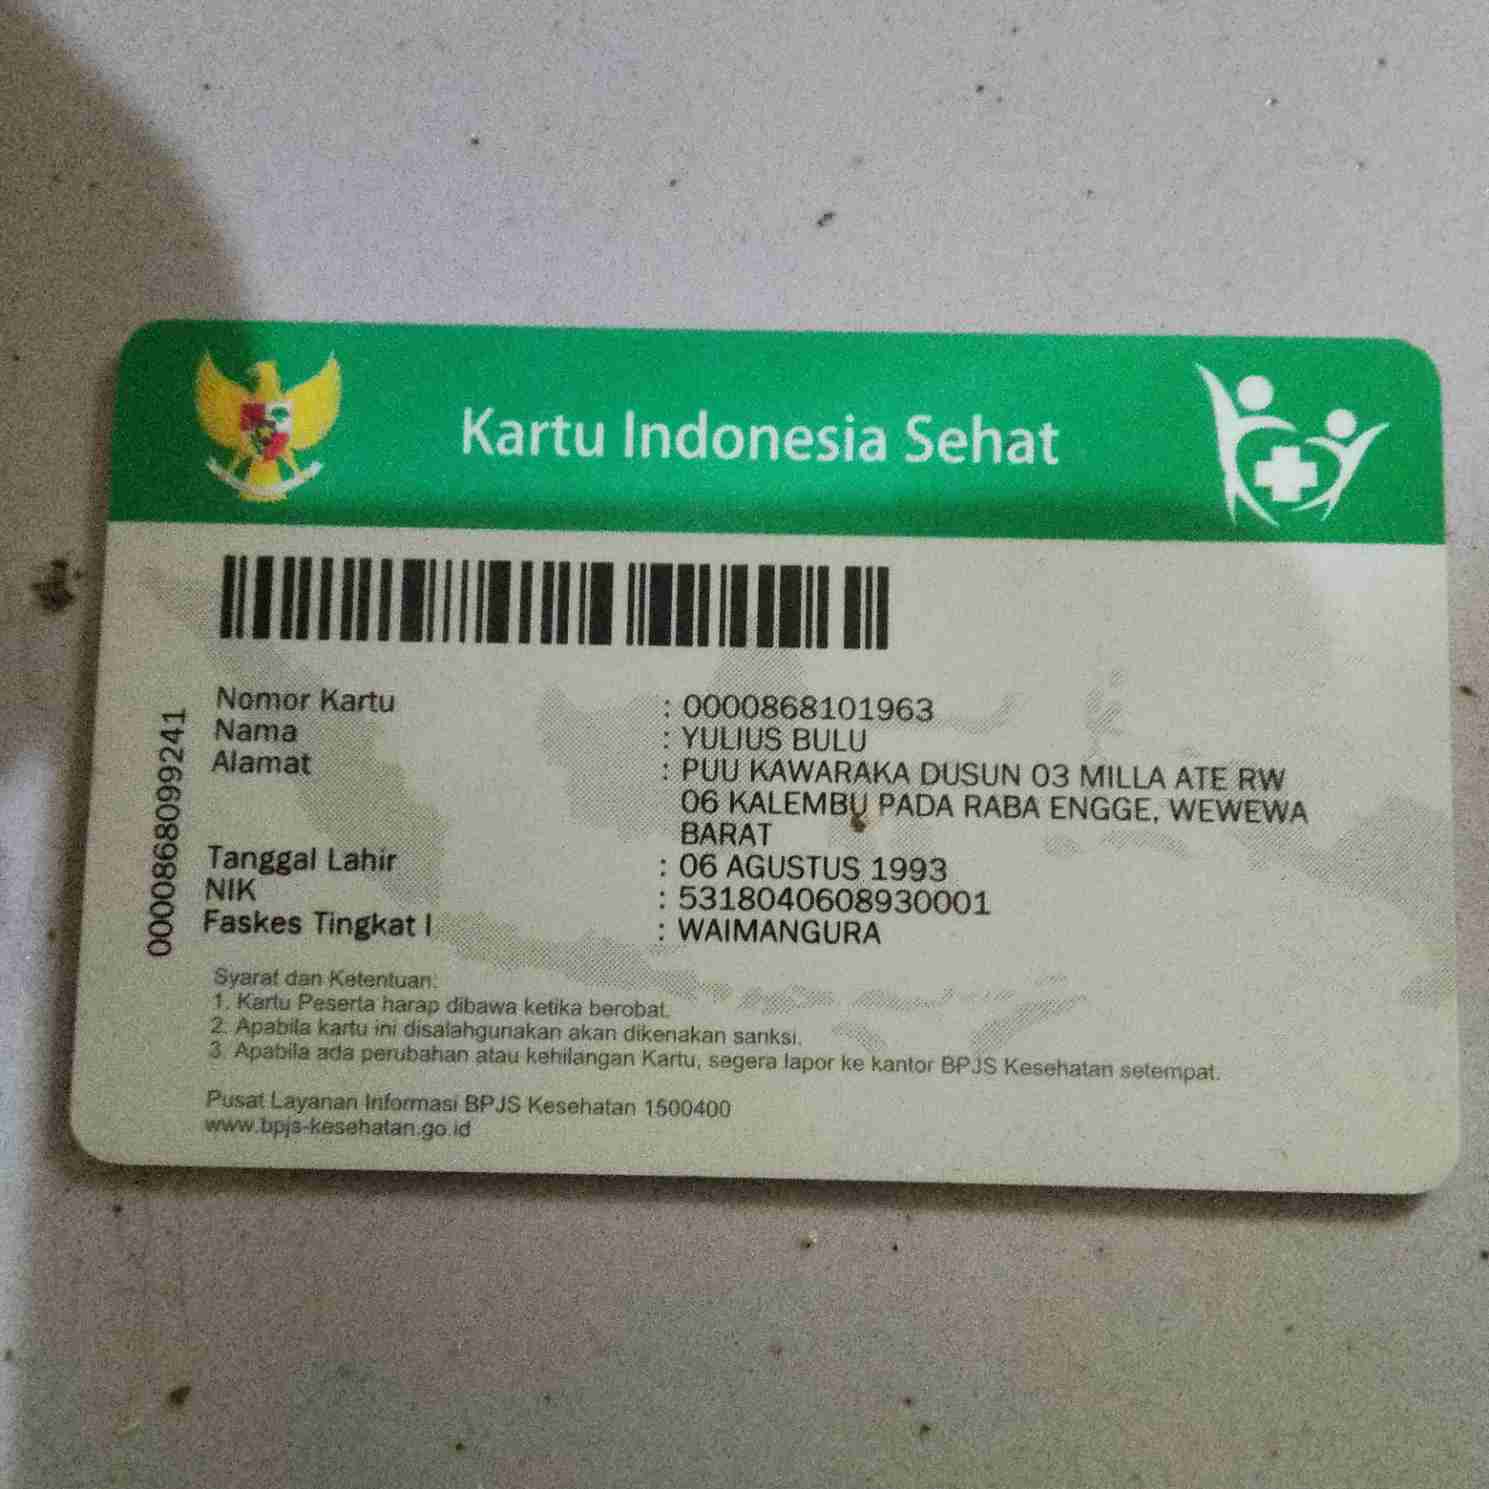 Kartu Indonesia Sehat
Nomor Kartu : 0000868101963
Nama : YULIUS BULU
Alamat : PUU KAWARAKA DUSUN 03 MILLA ATE RW
06 KALEMBU PADA RABA ENGGE, WEWEWA
BARAT
Tanggal Lahir : 06 AGUSTUS 1993
NIK : 5318040608930001
Faskes Tingkat I : WAIMANGURA
0000868099241
Syarat dan Ketentuan:
1. Kartu Peserta harap dibawa ketika berobat.
2. Apabila kartu ini disalahgunakan akan dikenakan sanksi.
3. Apabila ada perubahan atau kehilangan Kartu, segera lapor ke kantor BPJS Kesehatan setempat.
Pusat Layanan Informasi BPJS Kesehatan 1500400
www.bpjs-kesehatan.go.id